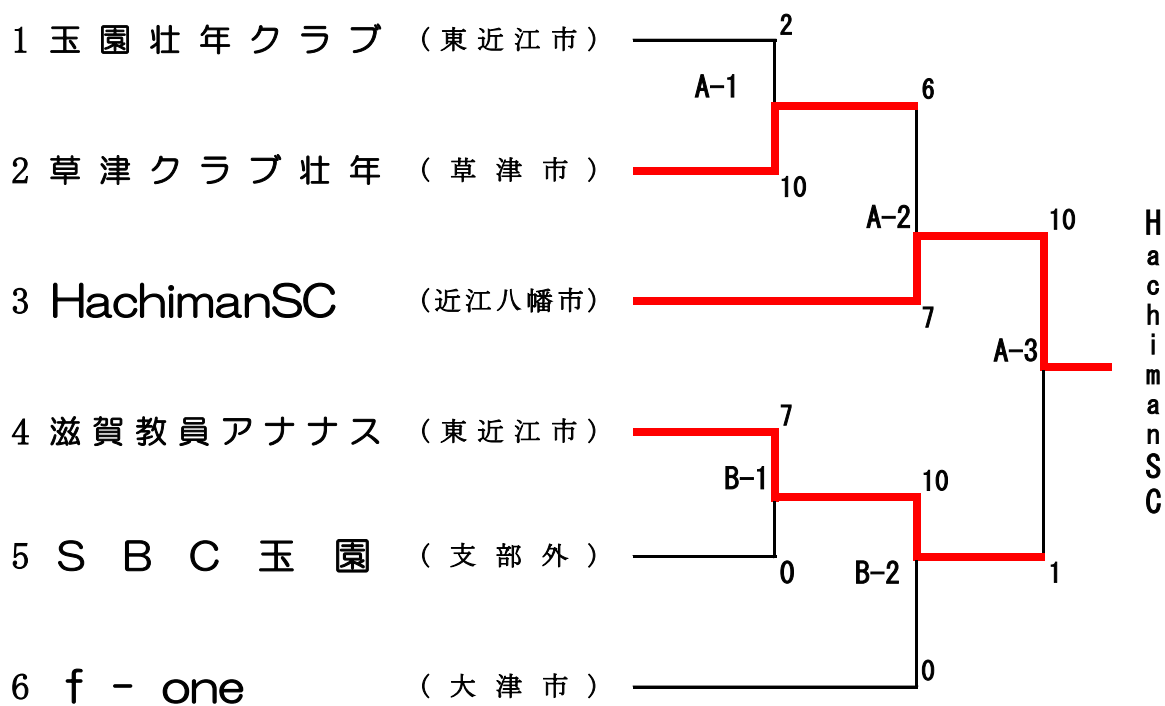 1 玉園壮年クラブ (東近江市) 2
A-1 6
2 草津クラブ壮年 (草津市) 10
A-2 10
3 HachimanSC (近江八幡市) 7
A-3
HachimanSC
4 滋賀教員アナナス (東近江市) 7
B-1 10
5 SBC玉園 (支部外) 0
B-2 1
6 f-one (大津市) 0